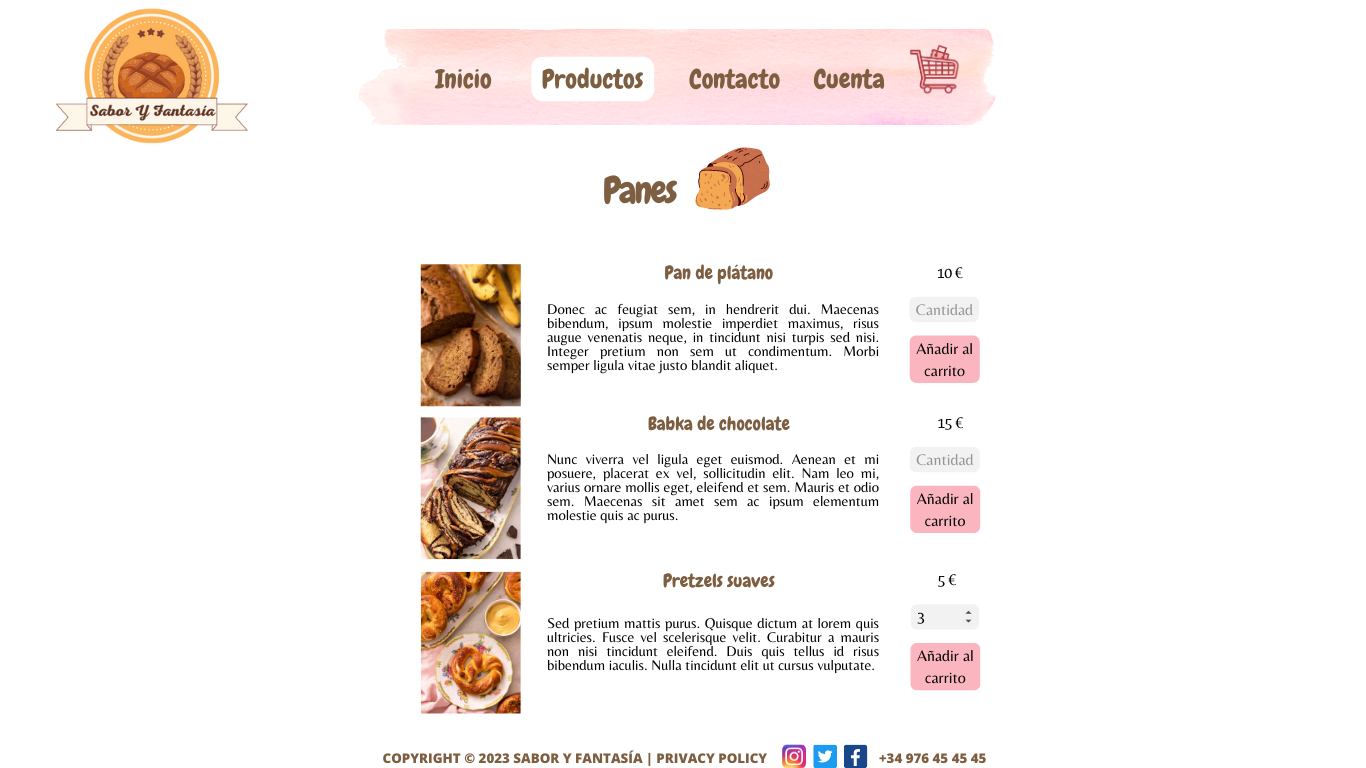 Sabor Y Fantasía
Inicio Productos Contacto Cuenta
Panes
Pan de plátano
10 €
Donec ac feugiat sem, in hendrerit dui. Maecenas
bibendum, ipsum molestie imperdiet maximus, risus
augue venenatis neque, in tincidunt nisi turpis sed nisi.
Integer pretium non sem ut condimentum. Morbi
semper ligula vitae justo blandit aliquet.
Cantidad
Añadir al
carrito
Babka de chocolate
15 €
Nunc viverra vel ligula eget euismod. Aenean et mi
posuere, placerat ex vel, sollicitudin elit. Nam leo mi,
varius ornare mollis eget, eleifend et sem. Mauris et odio
sem. Maecenas sit amet sem ac ipsum elementum
molestie quis ac purus.
Cantidad
Añadir al
carrito
Pretzels suaves
5 €
Sed pretium mattis purus. Quisque dictum at lorem quis
ultricies. Fusce vel scelerisque velit. Curabitur a mauris
non nisi tincidunt eleifend. Duis quis tellus id risus
bibendum iaculis. Nulla tincidunt elit ut cursus vulputate.
3
Añadir al
carrito
COPYRIGHT © 2023 SABOR Y FANTASÍA | PRIVACY POLICY +34 976 45 45 45